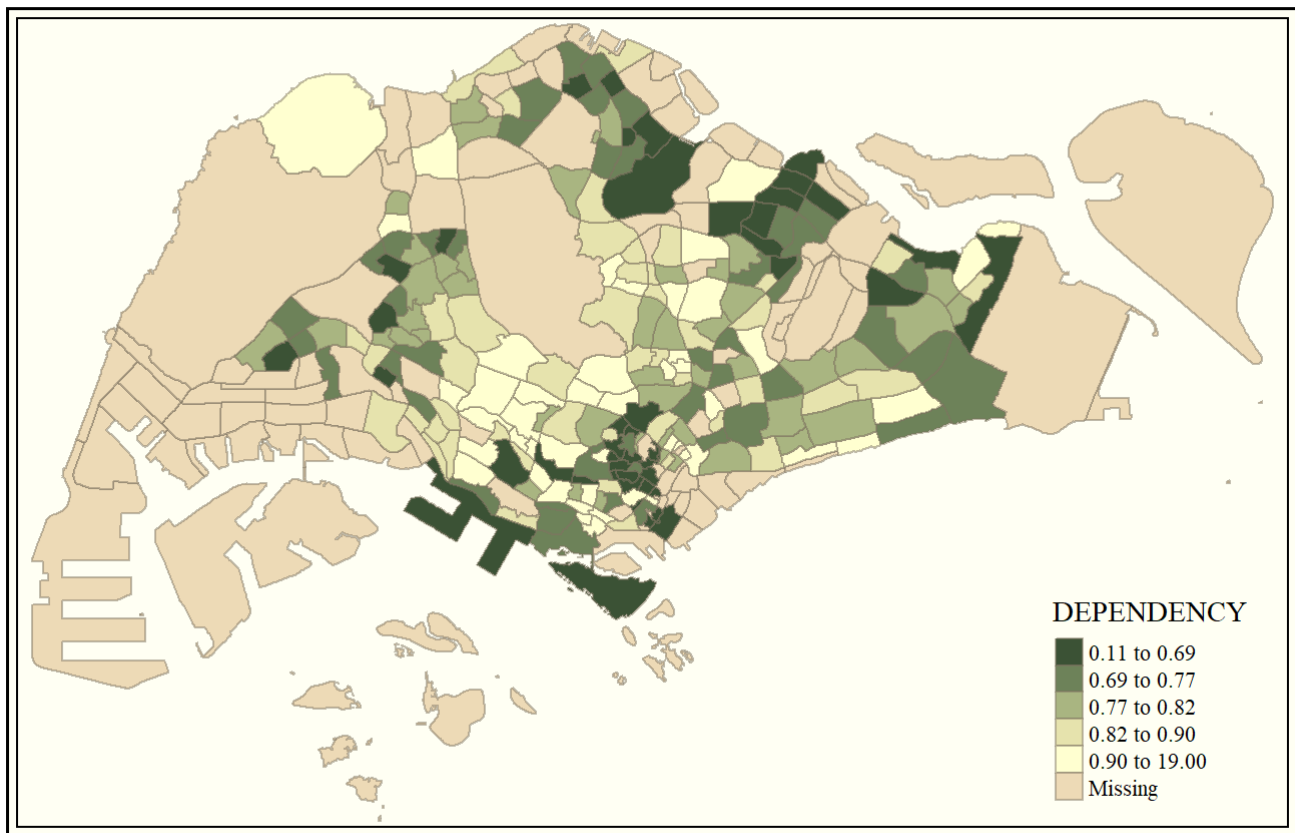 DEPENDENCY
0.11 to 0.69
0.69 to 0.77
0.77 to 0.82
0.82 to 0.90
0.90 to 19.00
Missing